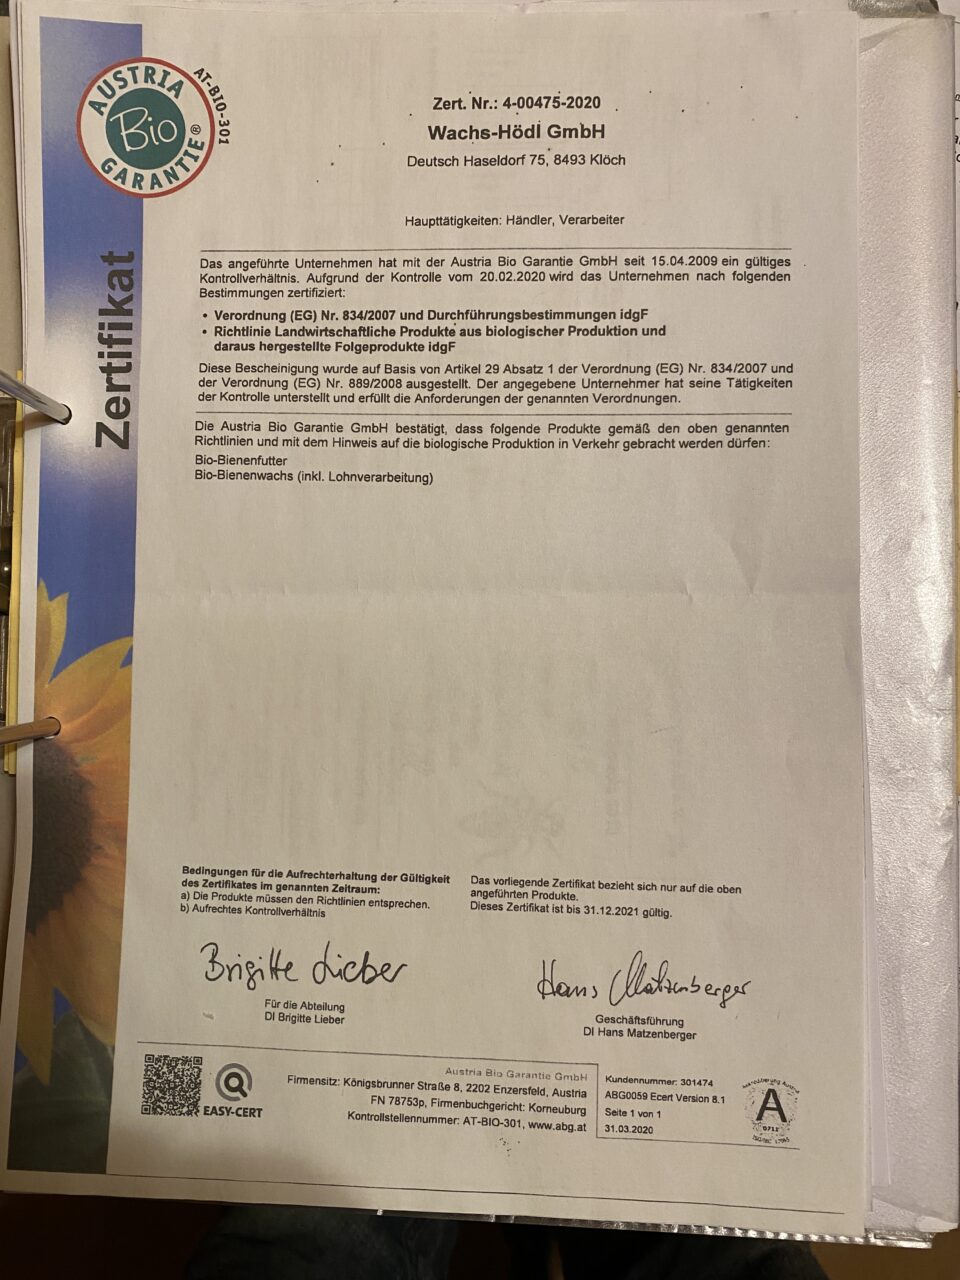 AUSTRIA
Bio
GARANTIE®
AT-BIO-301
Zertifikat
Zert. Nr.: 4-00475-2020
Wachs-Hödl GmbH
Deutsch Haseldorf 75, 8493 Klöch
Haupttätigkeiten: Händler, Verarbeiter
Das angeführte Unternehmen hat mit der Austria Bio Garantie GmbH seit 15.04.2009 ein gültiges
Kontrollverhältnis. Aufgrund der Kontrolle vom 20.02.2020 wird das Unternehmen nach folgenden
Bestimmungen zertifiziert:
• Verordnung (EG) Nr. 834/2007 und Durchführungsbestimmungen idgF
• Richtlinie Landwirtschaftliche Produkte aus biologischer Produktion und
daraus hergestellte Folgeprodukte idgF
Diese Bescheinigung wurde auf Basis von Artikel 29 Absatz 1 der Verordnung (EG) Nr. 834/2007 und
der Verordnung (EG) Nr. 889/2008 ausgestellt. Der angegebene Unternehmer hat seine Tätigkeiten
der Kontrolle unterstellt und erfüllt die Anforderungen der genannten Verordnungen.
Die Austria Bio Garantie GmbH bestätigt, dass folgende Produkte gemäß den oben genannten
Richtlinien und mit dem Hinweis auf die biologische Produktion in Verkehr gebracht werden dürfen:
Bio-Bienenfutter
Bio-Bienenwachs (inkl. Lohnverarbeitung)
Bedingungen für die Aufrechterhaltung der Gültigkeit
des Zertifikates im genannten Zeitraum:
a) Die Produkte müssen den Richtlinien entsprechen.
b) Aufrechtes Kontrollverhältnis
Das vorliegende Zertifikat bezieht sich nur auf die oben
angeführten Produkte.
Dieses Zertifikat ist bis 31.12.2021 gültig.
Brigitte Lieber
Für die Abteilung
DI Brigitte Lieber
Hans Matzenberger
Geschäftsführung
DI Hans Matzenberger
EASY-CERT
Austria Bio Garantie GmbH
Firmensitz: Königsbrunner Straße 8, 2202 Enzersfeld, Austria
FN 78753p, Firmenbuchgericht: Korneuburg
Kontrollstellennummer: AT-BIO-301, www.abg.at
Kundennummer: 301474
ABG0059 Ecert Version 8.1
Seite 1 von 1
31.03.2020
Akkreditierung Austria
A